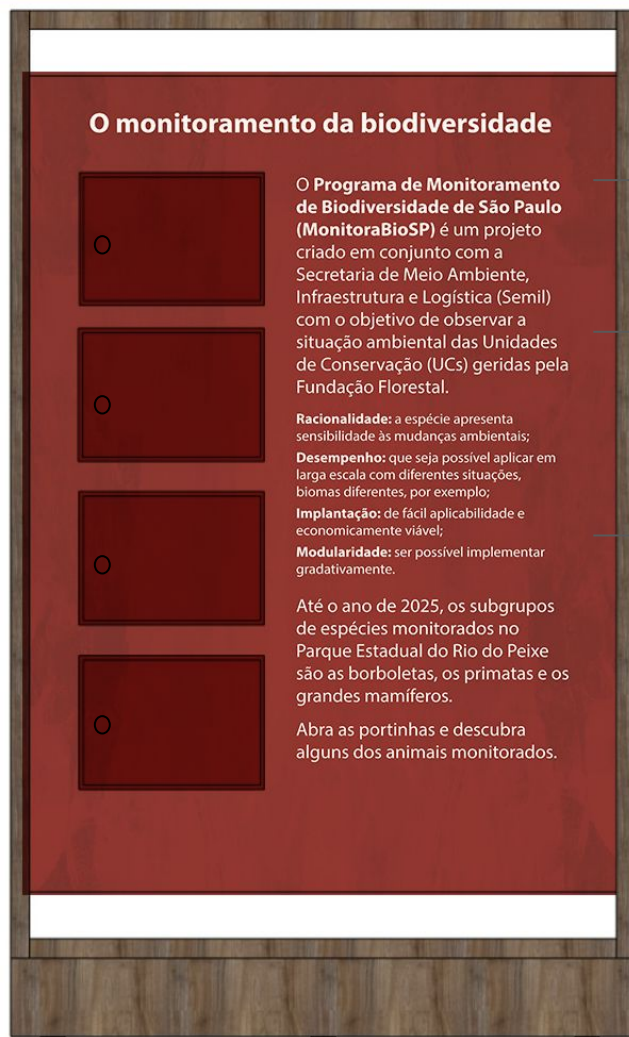 O monitoramento da biodiversidade
O Programa de Monitoramento
de Biodiversidade de São Paulo
(MonitoraBioSP) é um projeto
criado em conjunto com a
Secretaria de Meio Ambiente,
Infraestrutura e Logística (Semil)
com o objetivo de observar a
situação ambiental das Unidades
de Conservação (UCs) geridas pela
Fundação Florestal.
Racionalidade: a espécie apresenta
sensibilidade às mudanças ambientais;
Desempenho: que seja possível aplicar em
larga escala com diferentes situações,
biomas diferentes, por exemplo;
Implantação: de fácil aplicabilidade e
economicamente viável;
Modularidade: ser possível implementar
gradativamente.
Até o ano de 2025, os subgrupos
de espécies monitorados no
Parque Estadual do Rio do Peixe
são as borboletas, os primatas e os
grandes mamíferos.
Abra as portinhas e descubra
alguns dos animais monitorados.